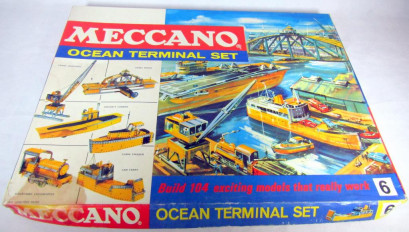 MECCANO®
OCEAN TERMINAL SET
Build 104 exciting models that really work
6
MECCANO® OCEAN TERMINAL SET 6